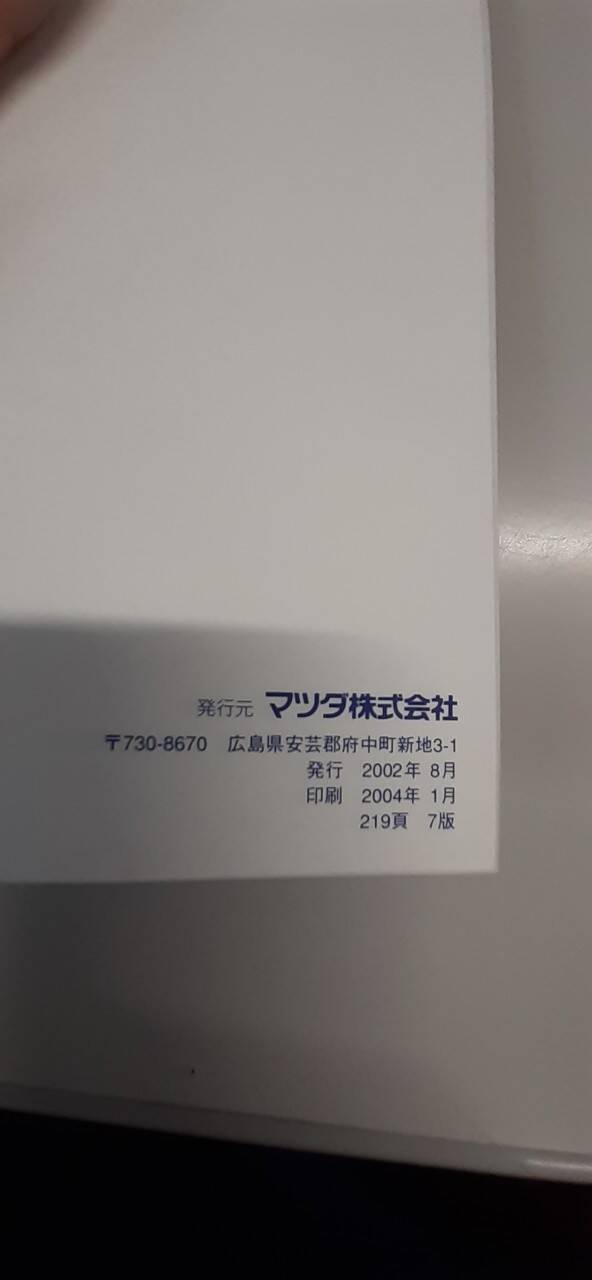 発行元 マツダ株式会社
〒730-8670 広島県安芸郡府中町新地3-1
発行 2002年 8月
印刷 2004年 1月
219頁 7版